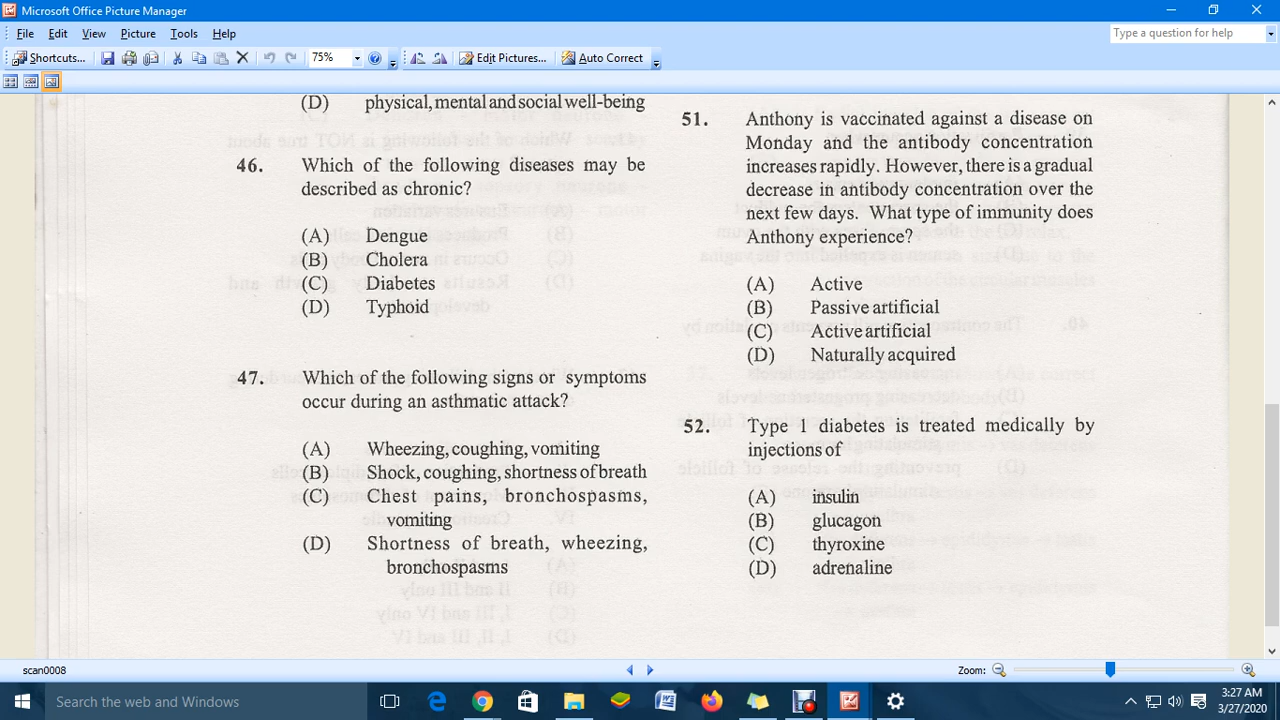 Microsoft Office Picture Manager
File Edit View Picture Tools Help
Type a question for help
Shortcuts... 75% Edit Pictures... Auto Correct
(D) physical, mental and social well-being
46. Which of the following diseases may be
described as chronic?
(A) Dengue
(B) Cholera
(C) Diabetes
(D) Typhoid
47. Which of the following signs or symptoms
occur during an asthmatic attack?
(A) Wheezing, coughing, vomiting
(B) Shock, coughing, shortness of breath
(C) Chest pains, bronchospasms,
vomiting
(D) Shortness of breath, wheezing,
bronchospasms
51. Anthony is vaccinated against a disease on
Monday and the antibody concentration
increases rapidly. However, there is a gradual
decrease in antibody concentration over the
next few days. What type of immunity does
Anthony experience?
(A) Active
(B) Passive artificial
(C) Active artificial
(D) Naturally acquired
52. Type 1 diabetes is treated medically by
injections of
(A) insulin
(B) glucagon
(C) thyroxine
(D) adrenaline
scan0008
Zoom:
Search the web and Windows
3:27 AM
3/27/2020